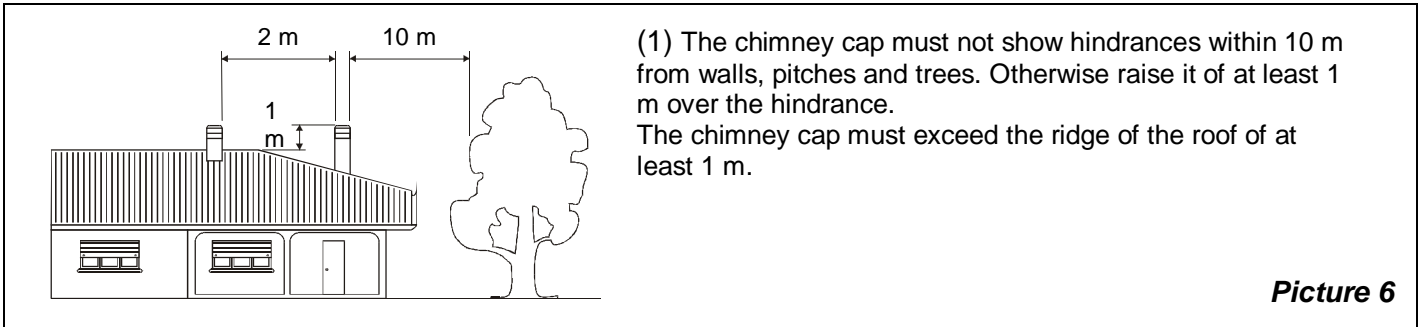 2 m
10 m
1
m
(1) The chimney cap must not show hindrances within 10 m
from walls, pitches and trees. Otherwise raise it of at least 1
m over the hindrance.
The chimney cap must exceed the ridge of the roof of at
least 1 m.
Picture 6